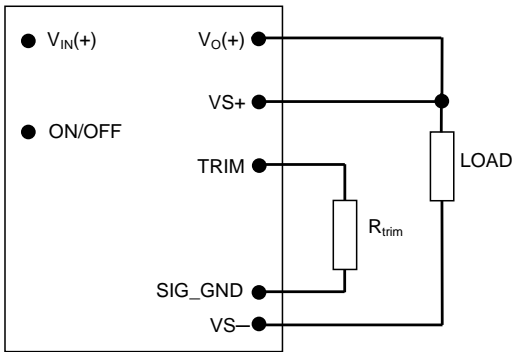 V_IN(+) V_O(+)
VS+
ON/OFF
TRIM
LOAD
R_trim
SIG_GND
VS—